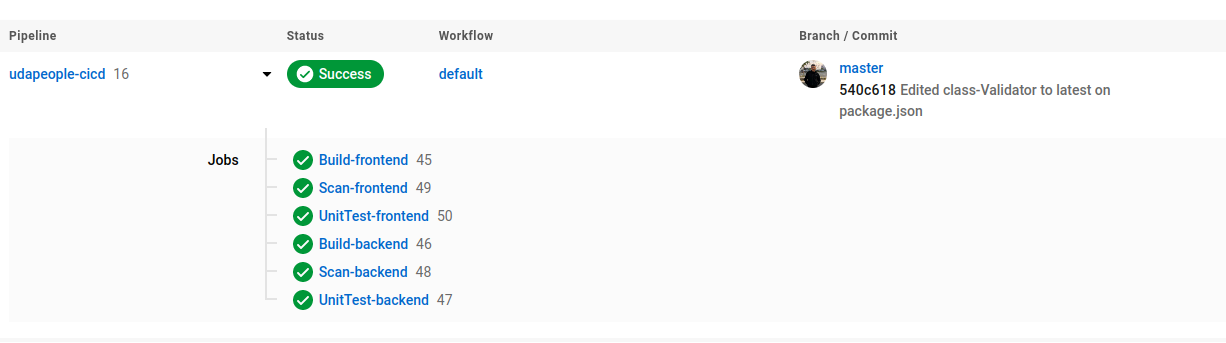 Pipeline Status Workflow Branch / Commit
udapeople-cicd 16 Success default master
540c618 Edited class-Validator to latest on
package.json
Jobs Build-frontend 45
Scan-frontend 49
UnitTest-frontend 50
Build-backend 46
Scan-backend 48
UnitTest-backend 47